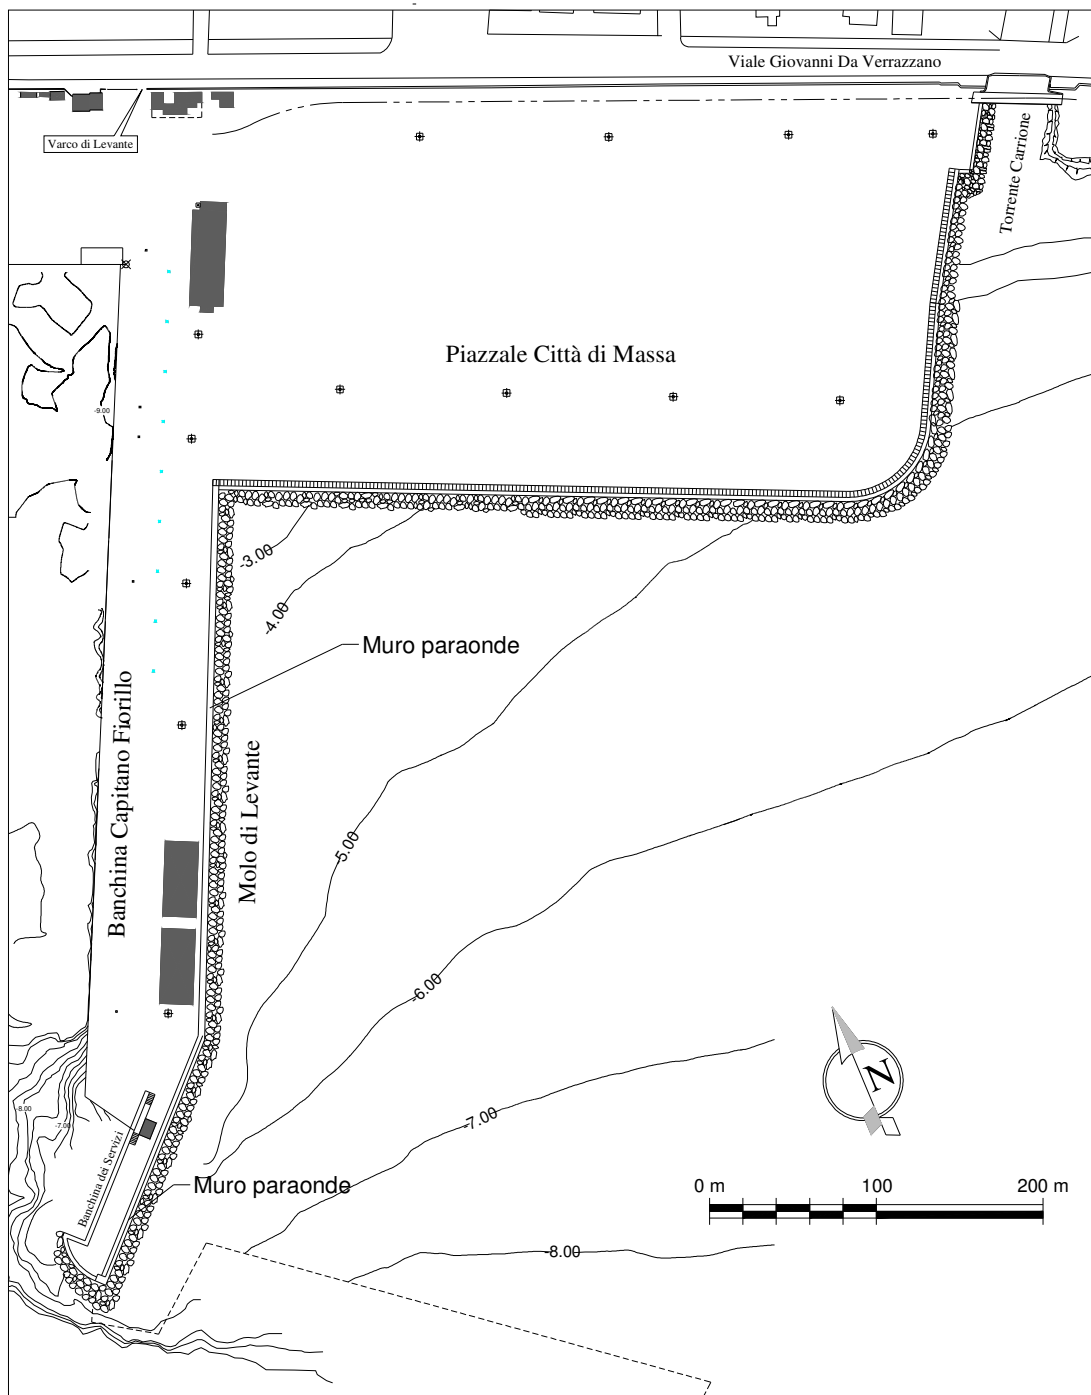 Viale Giovanni Da Verrazzano
Varco di Levante
Torrente Carrione
Piazzale Città di Massa
-9.00
-3.00
-4.00
Muro paraonde
Banchina Capitano Fiorillo
Molo di Levante
-5.00
-6.00
N
-8.00
-7.00
-7.00
Banchina dei Servizi
Muro paraonde
0 m 100 200 m
-8.00